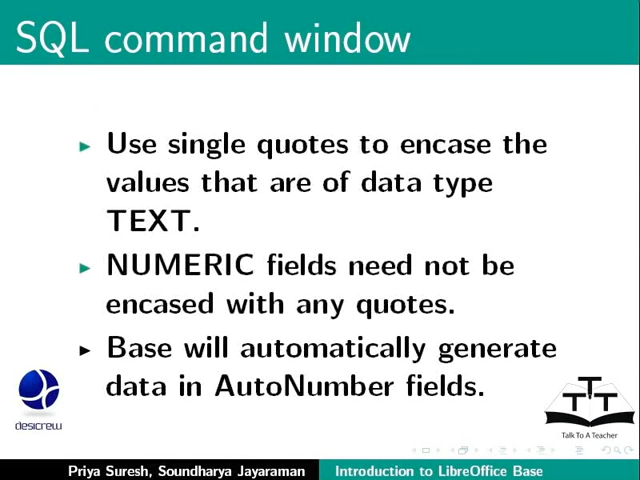 SQL command window
Use single quotes to encase the
values that are of data type
TEXT.
NUMERIC fields need not be
encased with any quotes.
Base will automatically generate
data in AutoNumber fields.
desicrew
T T T
Talk To A Teacher
Priya Suresh, Soundharya Jayaraman Introduction to LibreOffice Base